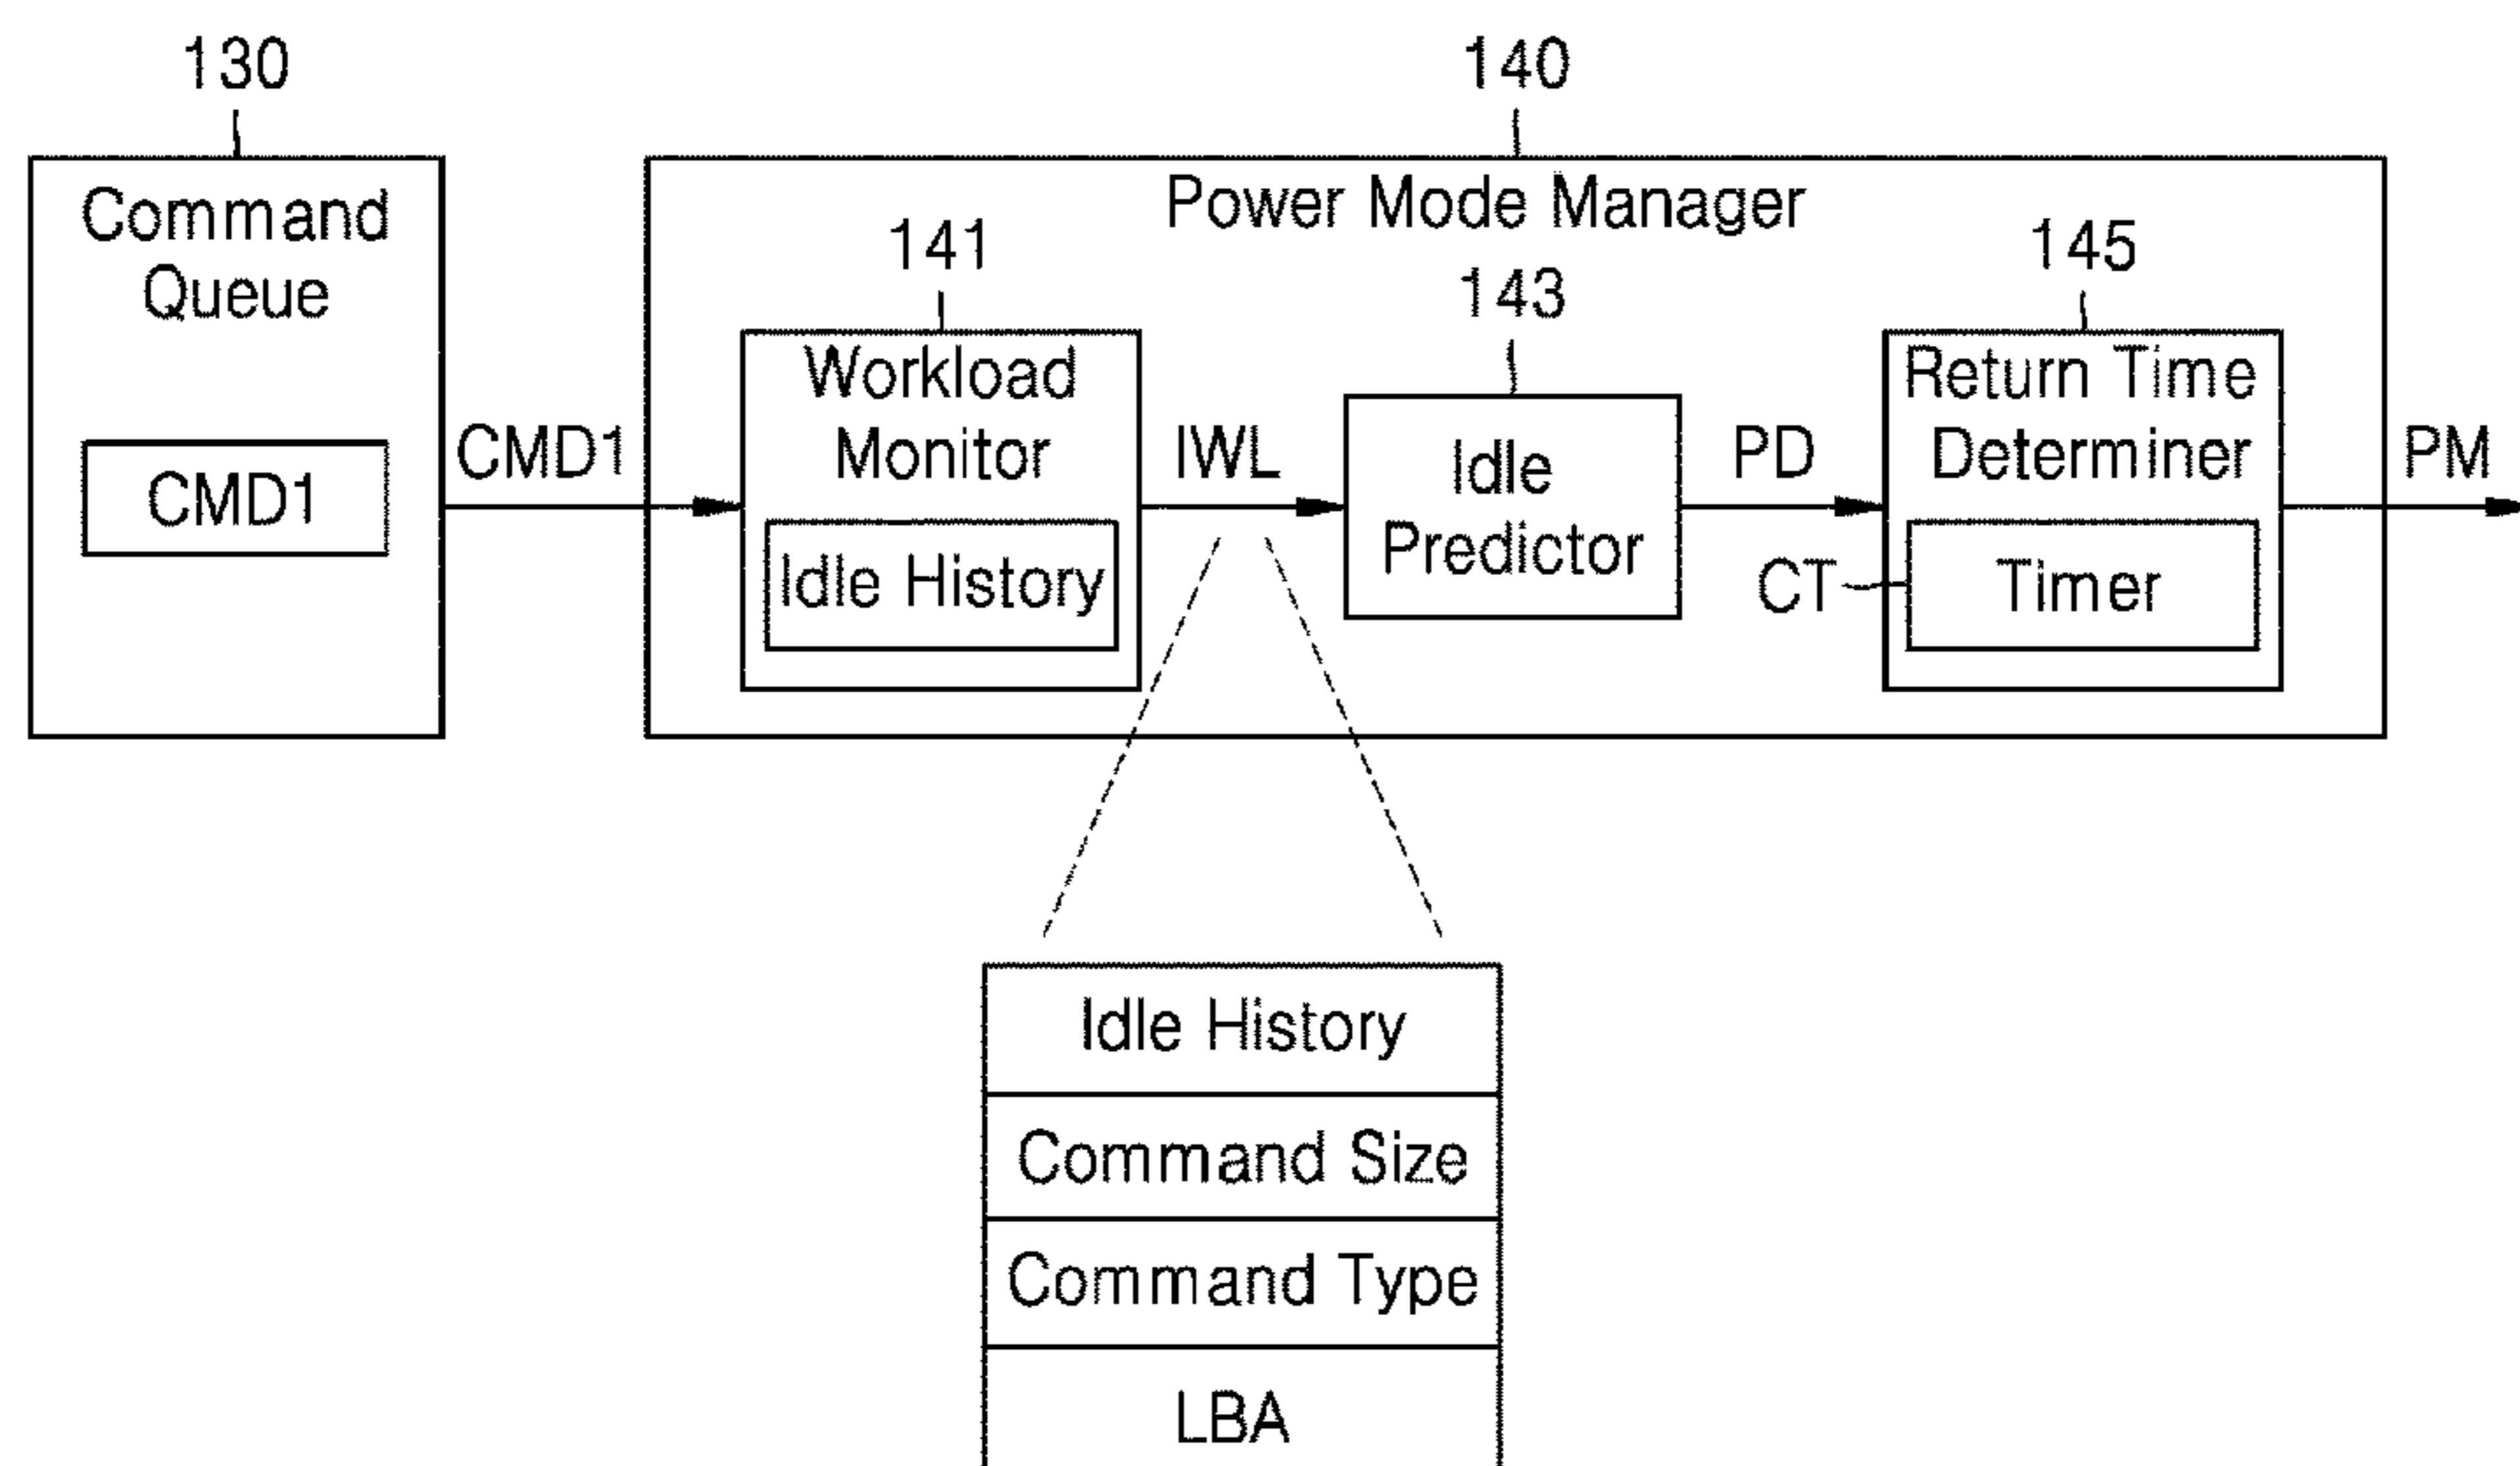 130
140
Command
Queue
Power Mode Manager
141
143
145
Workload
Monitor
Return Time
Determiner
CMD1
CMD1
IWL
Idle
Predictor
PD
PM
Idle History
CT
Timer
Idle History
Command Size
Command Type
LBA